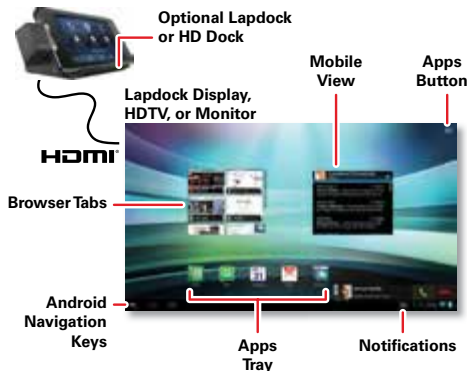 Optional Lapdock
or HD Dock
Mobile
View
Apps
Button
Lapdock Display,
HDTV, or Monitor
HDMI
Browser Tabs
31
Android
Navigation
Keys
Apps
Tray
Notifications